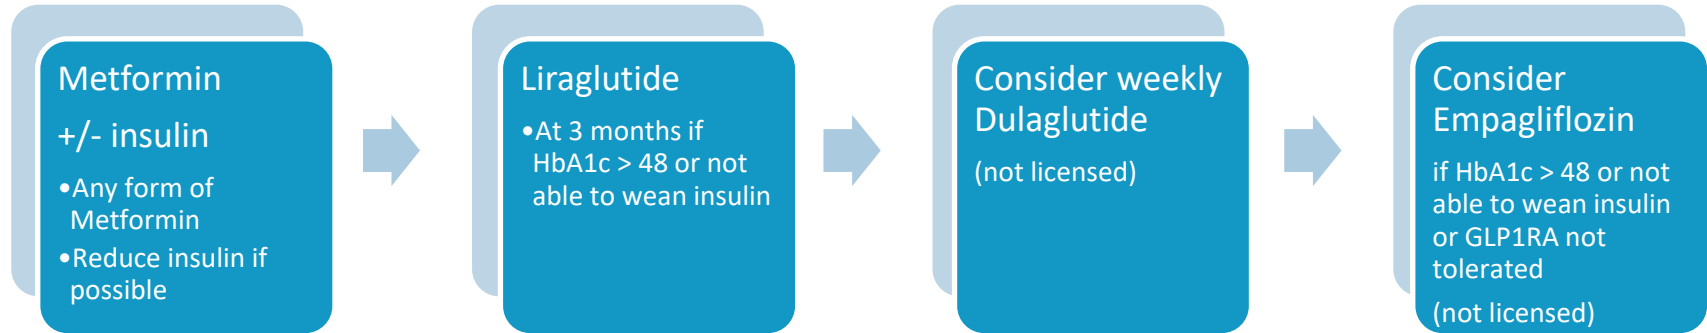 Metformin
+/- insulin
•Any form of
Metformin
•Reduce insulin if
possible
Liraglutide
•At 3 months if
HbA1c > 48 or not
able to wean insulin
Consider weekly
Dulaglutide
(not licensed)
Consider
Empagliflozin
if HbA1c > 48 or not
able to wean insulin
or GLP1RA not
tolerated
(not licensed)